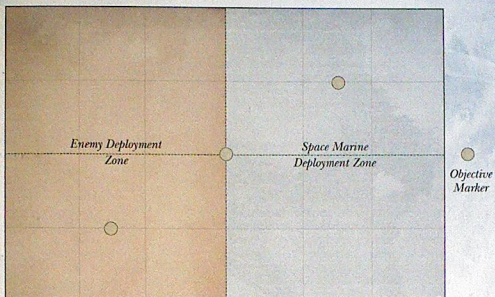 Enemy Deployment
Zone
Space Marine
Deployment Zone
Objective
Marker